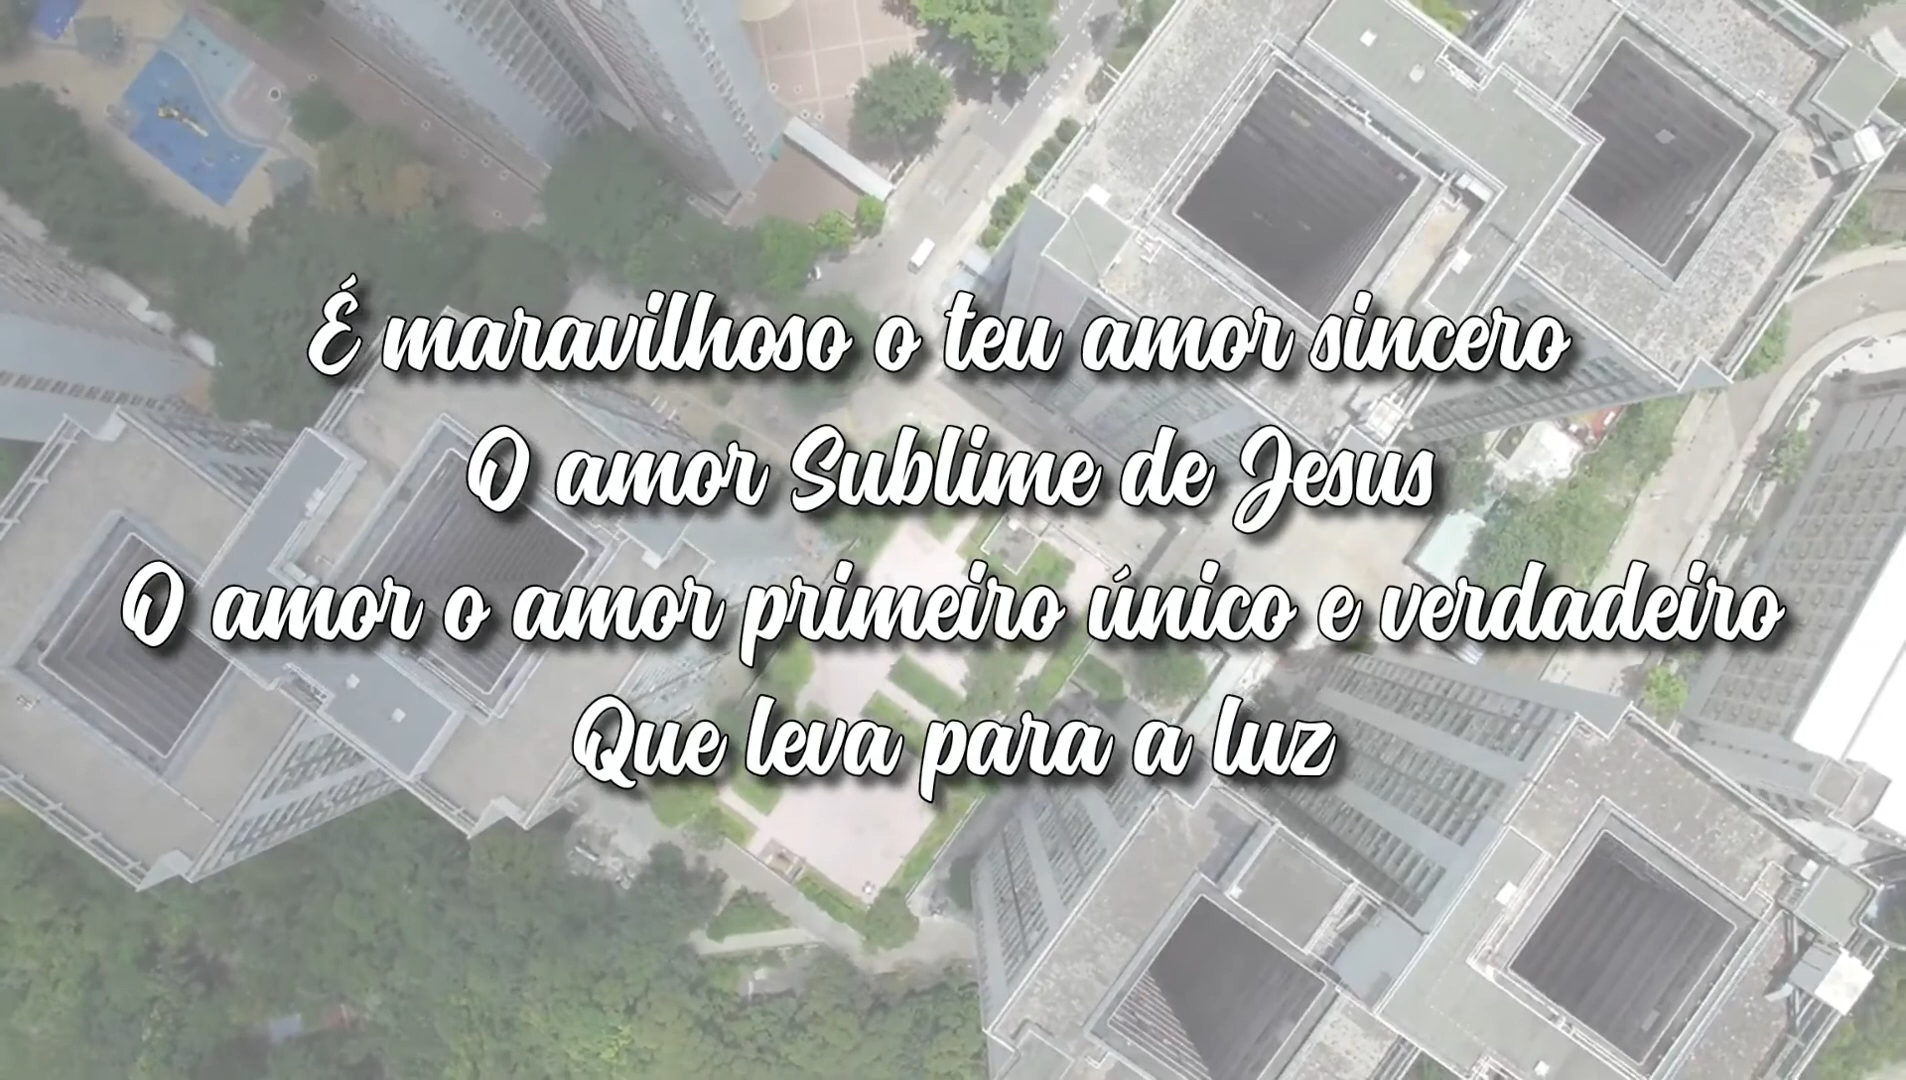 É maravilhoso o teu amor sincero
O amor Sublime de Jesus
O amor o amor primeiro único e verdadeiro
Que leva para a luz